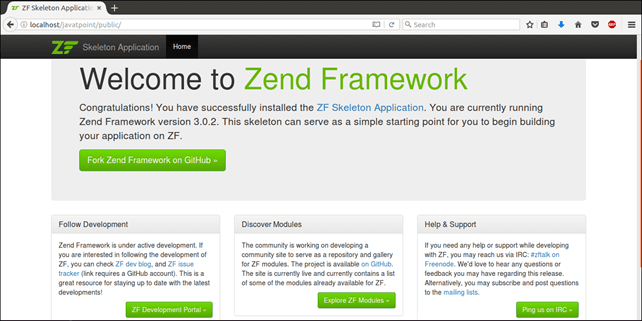 ZF Skeleton Application
localhost/javatpoint/public/
Search
ZF Skeleton Application
Home
Welcome to Zend Framework
Congratulations! You have successfully installed the ZF Skeleton Application. You are currently running
Zend Framework version 3.0.2. This skeleton can serve as a simple starting point for you to begin building
your application on ZF.
Fork Zend Framework on GitHub »
Follow Development
Zend Framework is under active development. If
you are interested in following the development of
ZF, you can check ZF dev blog, and ZF issue
tracker (link requires a GitHub account). This is a
great resource for staying up to date with the latest
developments!
ZF Development Portal »
Discover Modules
The community is working on developing a
community site to serve as a repository and gallery
for ZF modules. The project is available on GitHub.
The site is currently live and currently contains a list
of some of the modules already available for ZF.
Explore ZF Modules »
Help & Support
If you need any help or support while developing
with ZF, you may reach us via IRC: #zftalk on
Freenode. We'd love to hear any questions or
feedback you may have regarding this release.
Alternatively, you may subscribe and post questions
to the mailing lists.
Ping us on IRC »